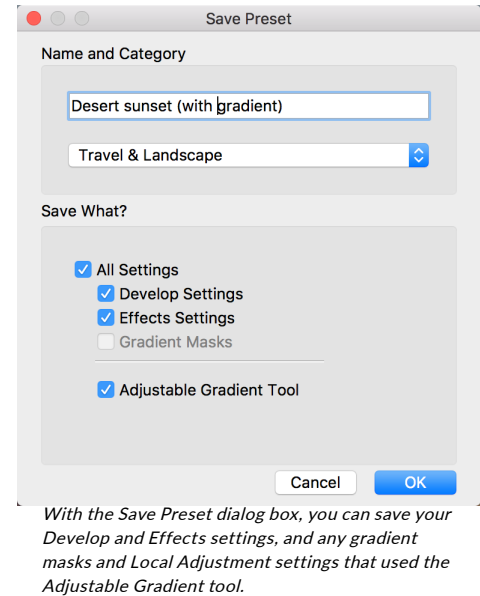 Save Preset
Name and Category
Desert sunset (with gradient)
Travel & Landscape
Save What?
All Settings
Develop Settings
Effects Settings
Gradient Masks
Adjustable Gradient Tool
Cancel OK
With the Save Preset dialog box, you can save your
Develop and Effects settings, and any gradient
masks and Local Adjustment settings that used the
Adjustable Gradient tool.